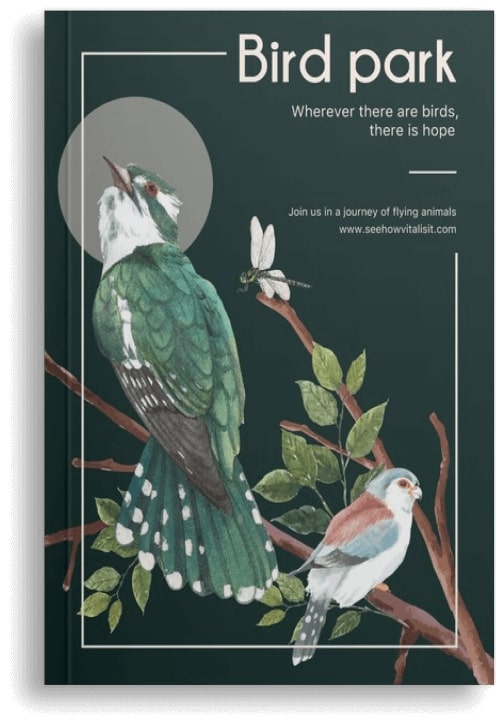 Bird park
Wherever there are birds,
there is hope
Join us in a journey of flying animals
www.seehowvitalisit.com